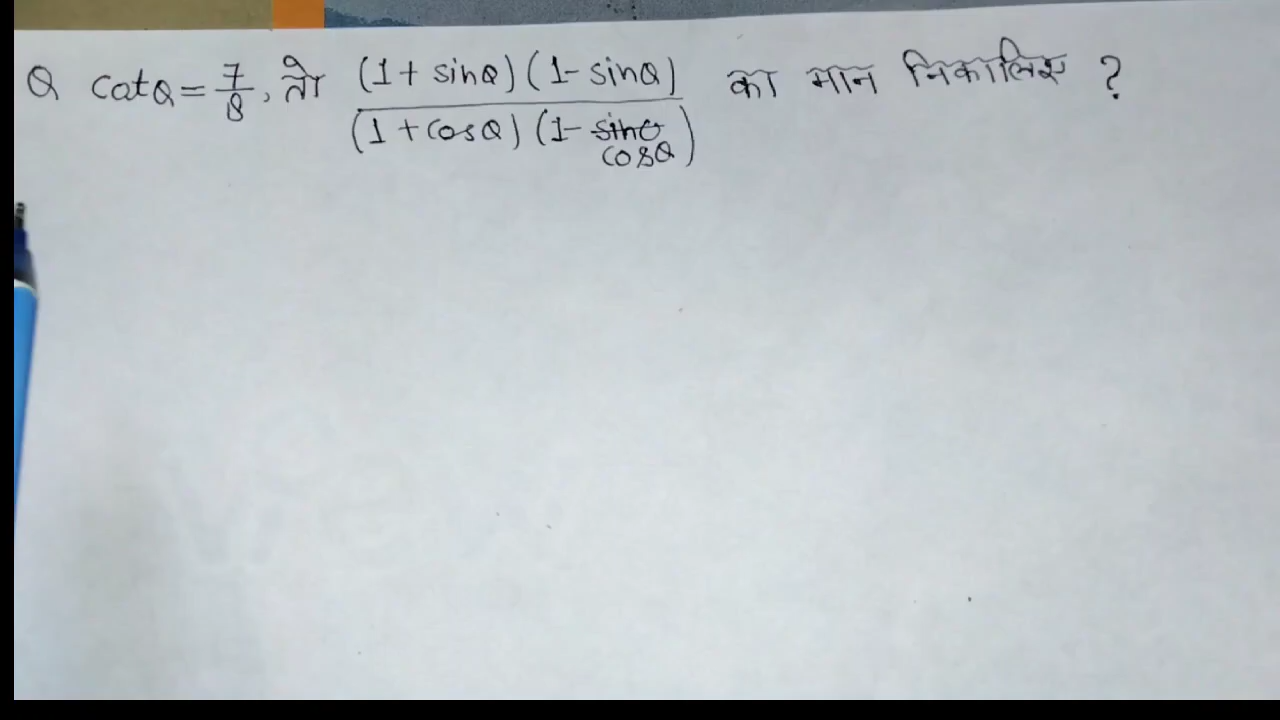 Q cotθ = 7/8, तो (1 + sinθ) (1 - sinθ) / (1 + cosθ) (1 - cosθ) का मान निकालिए ?